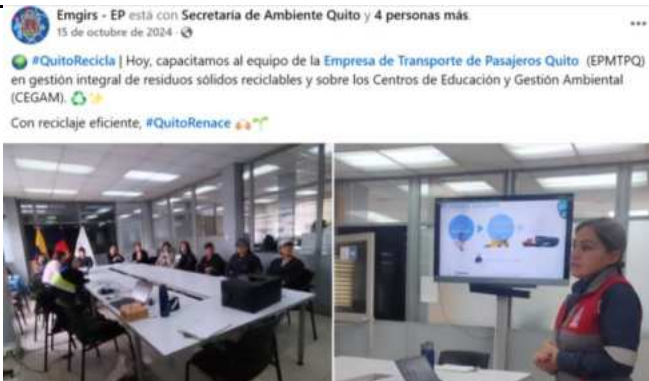 Emgirs - EP está con Secretaría de Ambiente Quito y 4 personas más.
15 de octubre de 2024
#QuitoRecicla | Hoy, capacitamos al equipo de la Empresa de Transporte de Pasajeros Quito (EPMTPQ)
en gestión integral de residuos sólidos reciclables y sobre los Centros de Educación y Gestión Ambiental
(CEGAM).
Con reciclaje eficiente, #QuitoRenace